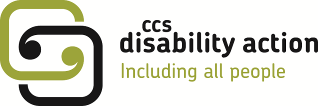 ccs
disability action
Including all people